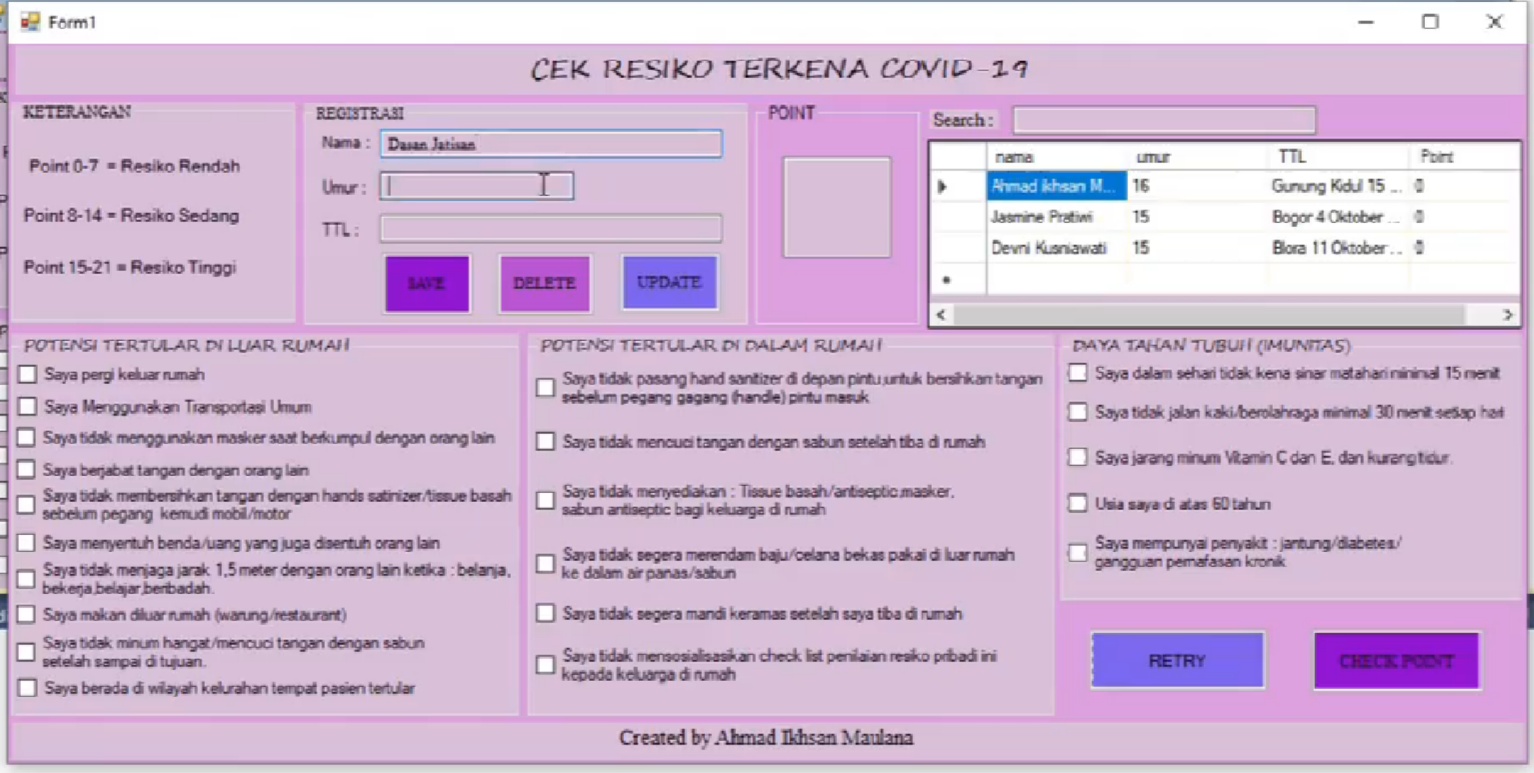 Form1
CEK RESIKO TERKENA COVID-19
KETERANGAN
Point 0-7 = Resiko Rendah
Point 8-14 = Resiko Sedang
Point 15-21 = Resiko Tinggi
REGISTRASI
Nama : Dasan Jatisan
Umur :
TTL :
SAVE DELETE UPDATE
POINT
Search :
nama umur TTL Point
Ahmad ikhsan M... 16 Gunung Kidul 15 ... 0
Jasmine Pratiwi 15 Bogor 4 Oktober ... 0
Devni Kusniawati 15 Blora 11 Oktober ... 0
POTENSI TERTULAR DI LUAR RUMAH
Saya pergi keluar rumah
Saya Menggunakan Transportasi Umum
Saya tidak menggunakan masker saat berkumpul dengan orang lain
Saya berjabat tangan dengan orang lain
Saya tidak membersihkan tangan dengan hands satinizer/tissue basah
sebelum pegang kemudi mobil/motor
Saya menyentuh benda/uang yang juga disentuh orang lain
Saya tidak menjaga jarak 1,5 meter dengan orang lain ketika : belanja,
bekerja,belajar,beribadah.
Saya makan diluar rumah (warung/restaurant)
Saya tidak minum hangat/mencuci tangan dengan sabun
setelah sampai di tujuan.
Saya berada di wilayah kelurahan tempat pasien tertular
POTENSI TERTULAR DI DALAM RUMAH
Saya tidak pasang hand sanitizer di depan pintu,untuk bersihkan tangan
sebelum pegang gagang (handle) pintu masuk
Saya tidak mencuci tangan dengan sabun setelah tiba di rumah
Saya tidak menyediakan : Tissue basah/antiseptic,masker,
sabun antiseptic bagi keluarga di rumah
Saya tidak segera merendam baju/celana bekas pakai di luar rumah
ke dalam air panas/sabun
Saya tidak segera mandi keramas setelah saya tiba di rumah
Saya tidak mensosialisasikan check list penilaian resiko pribadi ini
kepada keluarga di rumah
DAYA TAHAN TUBUH (IMUNITAS)
Saya dalam sehari tidak kena sinar matahari minimal 15 menit
Saya tidak jalan kaki/berolahraga minimal 30 menit setiap hari
Saya jarang minum Vitamin C dan E, dan kurang tidur.
Usia saya di atas 60 tahun
Saya mempunyai penyakit : jantung/diabetes/
gangguan pernafasan kronik
RETRY CHECK POINT
Created by Ahmad Ikhsan Maulana